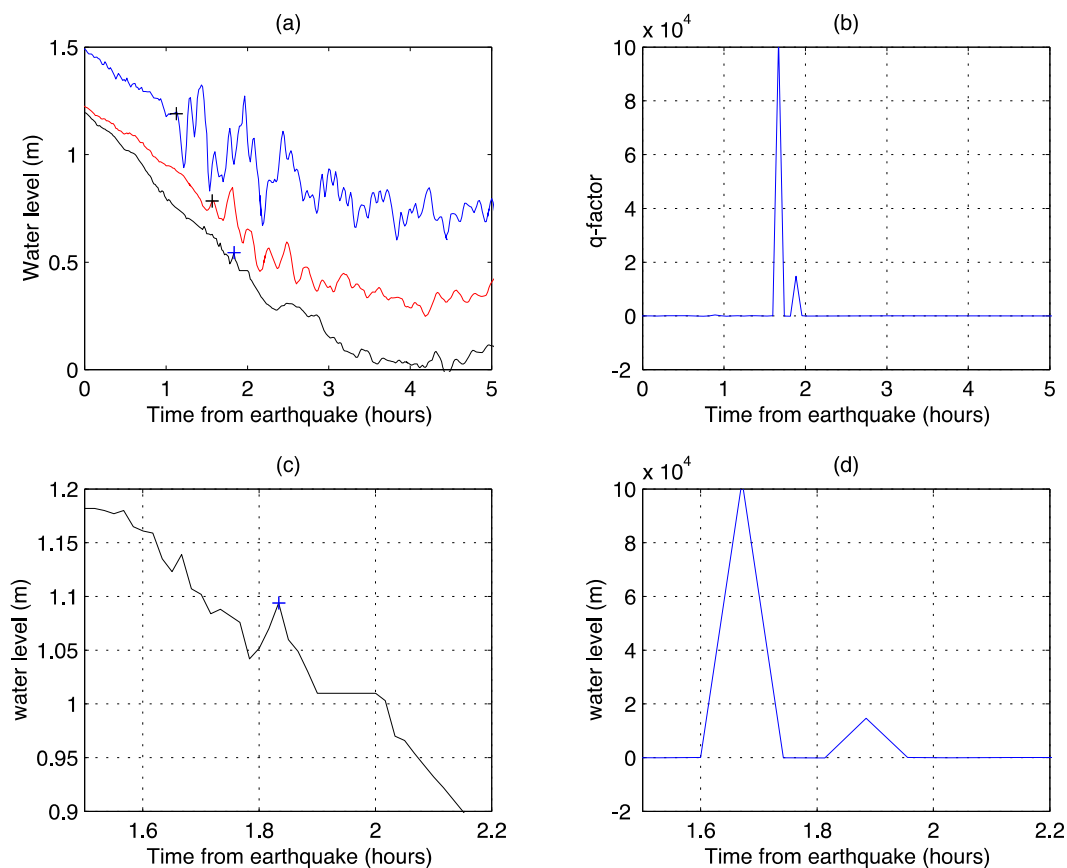 (a)
1.5
1
0.5
0
Water level (m)
0 1 2 3 4 5
Time from earthquake (hours)
(b)
x 10⁴
10
8
6
4
2
0
-2
q-factor
0 1 2 3 4 5
Time from earthquake (hours)
(c)
1.2
1.15
1.1
1.05
1
0.95
0.9
water level (m)
1.6 1.8 2 2.2
Time from earthquake (hours)
(d)
x 10⁴
10
8
6
4
2
0
-2
water level (m)
1.6 1.8 2 2.2
Time from earthquake (hours)